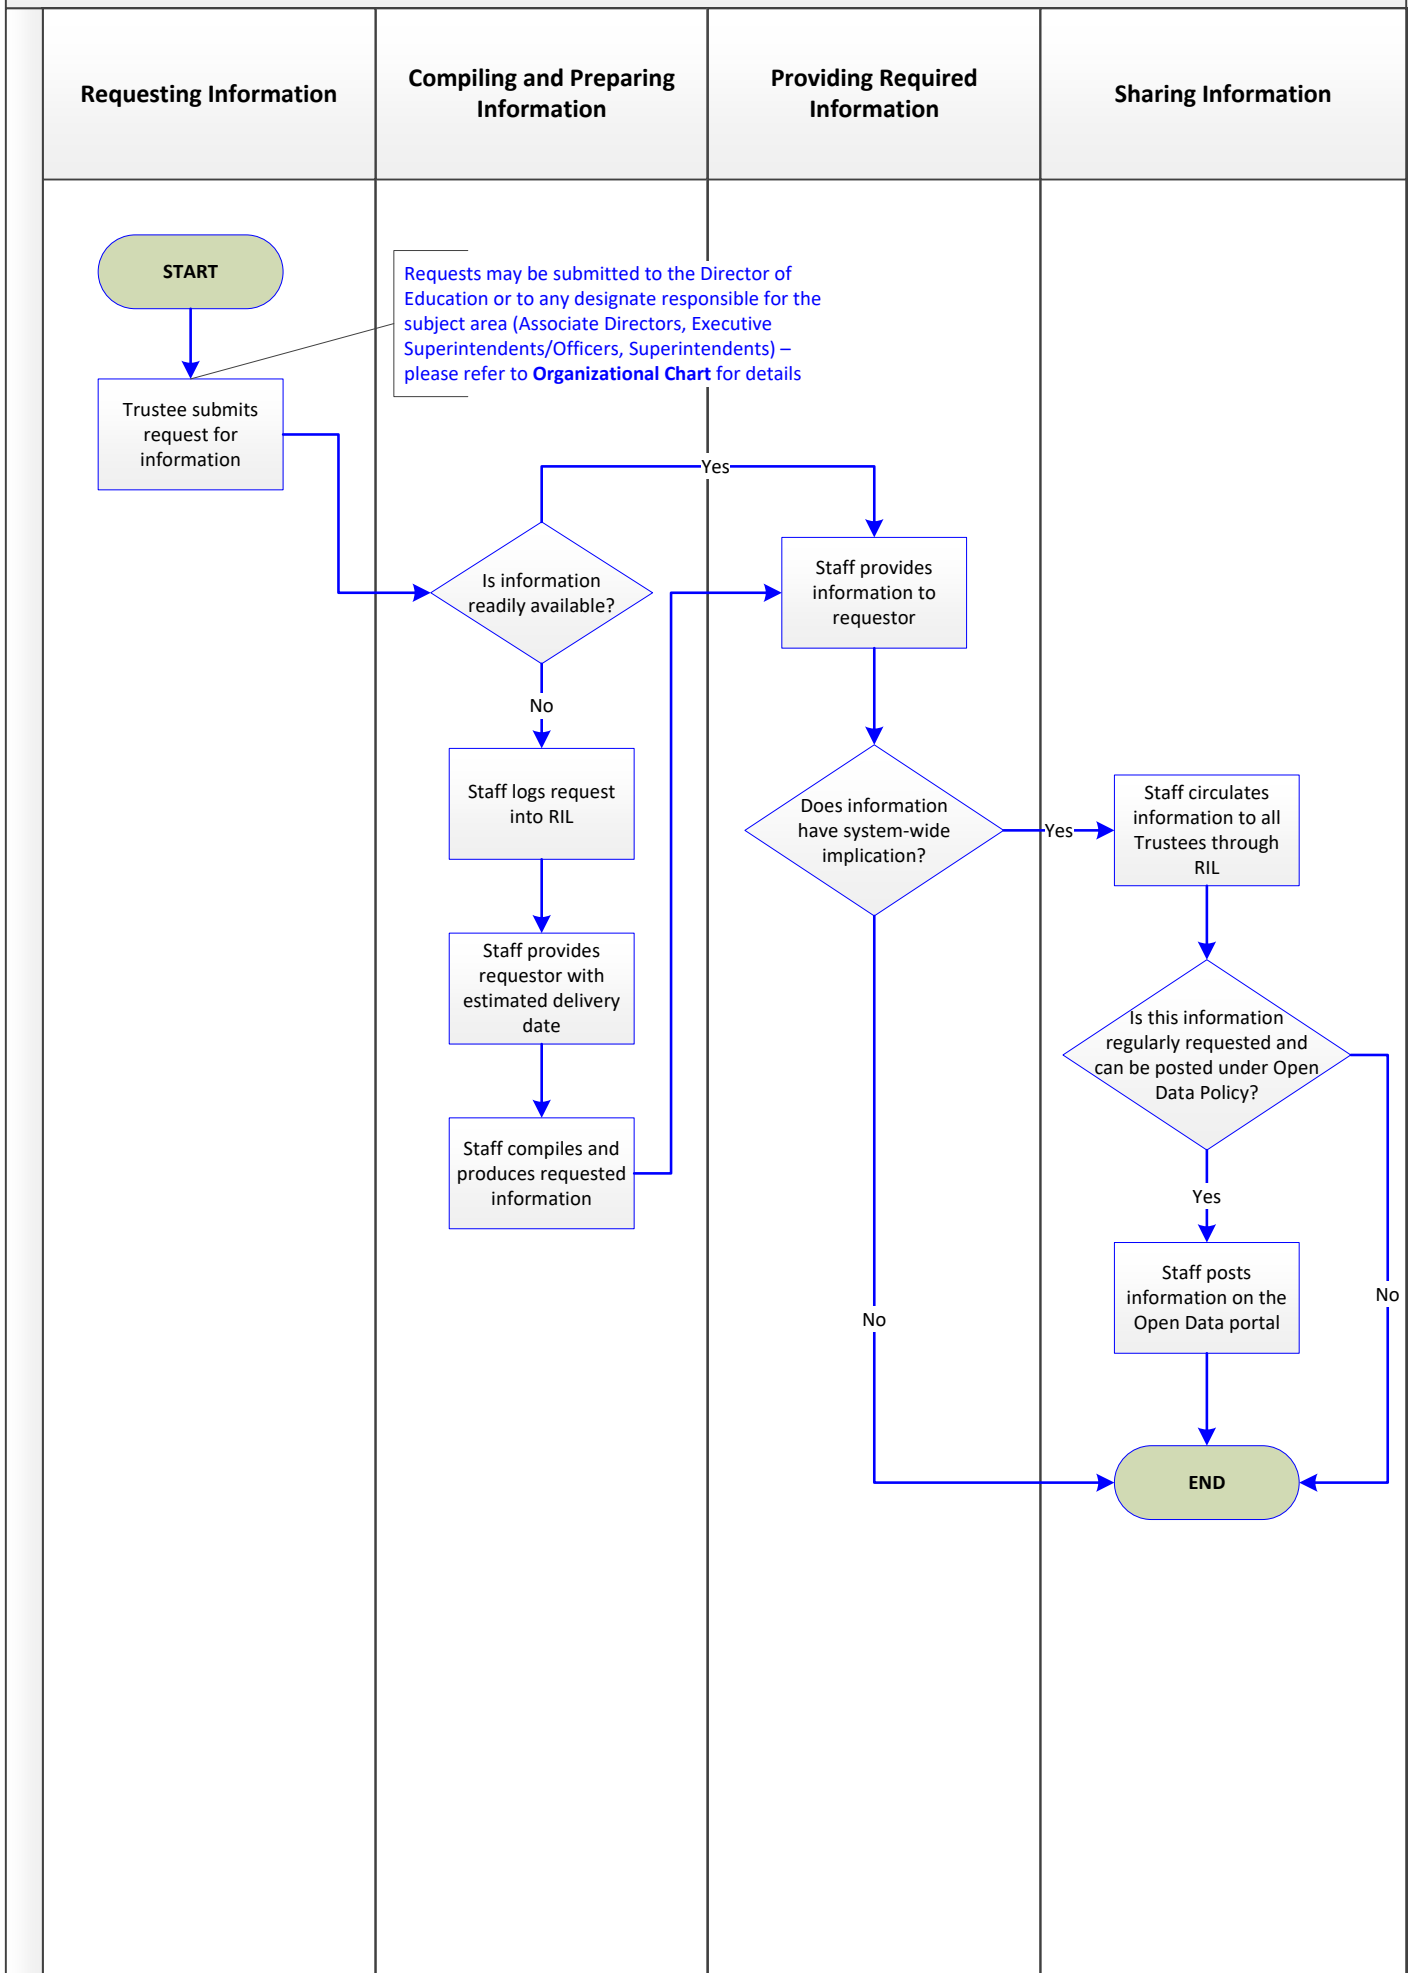 Requesting Information
Compiling and Preparing
Information
Providing Required
Information
Sharing Information
START
Requests may be submitted to the Director of
Education or to any designate responsible for the
subject area (Associate Directors, Executive
Superintendents/Officers, Superintendents) –
please refer to Organizational Chart for details
Trustee submits
request for
information
Yes
Is information
readily available?
Staff provides
information to
requestor
No
Staff logs request
into RIL
Does information
have system-wide
implication?
Yes
Staff circulates
information to all
Trustees through
RIL
Staff provides
requestor with
estimated delivery
date
Is this information
regularly requested and
can be posted under Open
Data Policy?
Staff compiles and
produces requested
information
Yes
Staff posts
information on the
Open Data portal
No
No
END